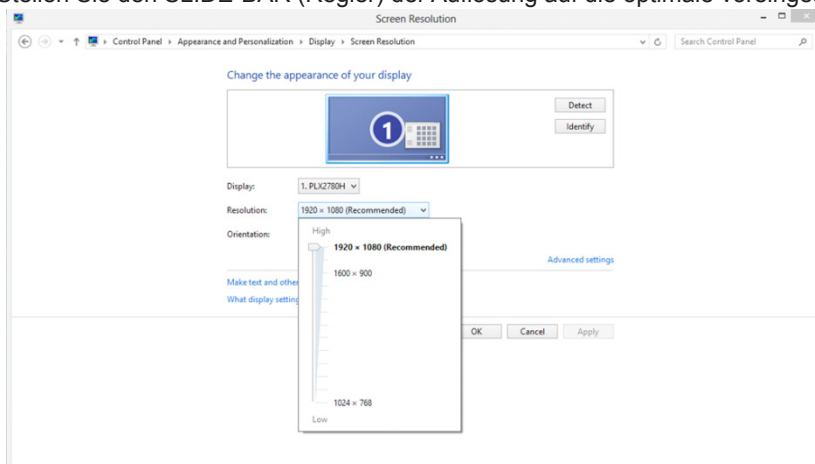 stellen Sie den SLIDE-BAR (Regler) der Auflösung auf die optimale
Screen Resolution
Control Panel › Appearance and Personalization › Display › Screen Resolution
Search Control Panel
Change the appearance of your display
Detect
1
Identify
Display: 1. PLX2780H
Resolution: 1920 × 1080 (Recommended)
Orientation:
High
1920 × 1080 (Recommended)
Advanced settings
1600 × 900
Make text and other
What display setting
OK Cancel Apply
1024 × 768
Low